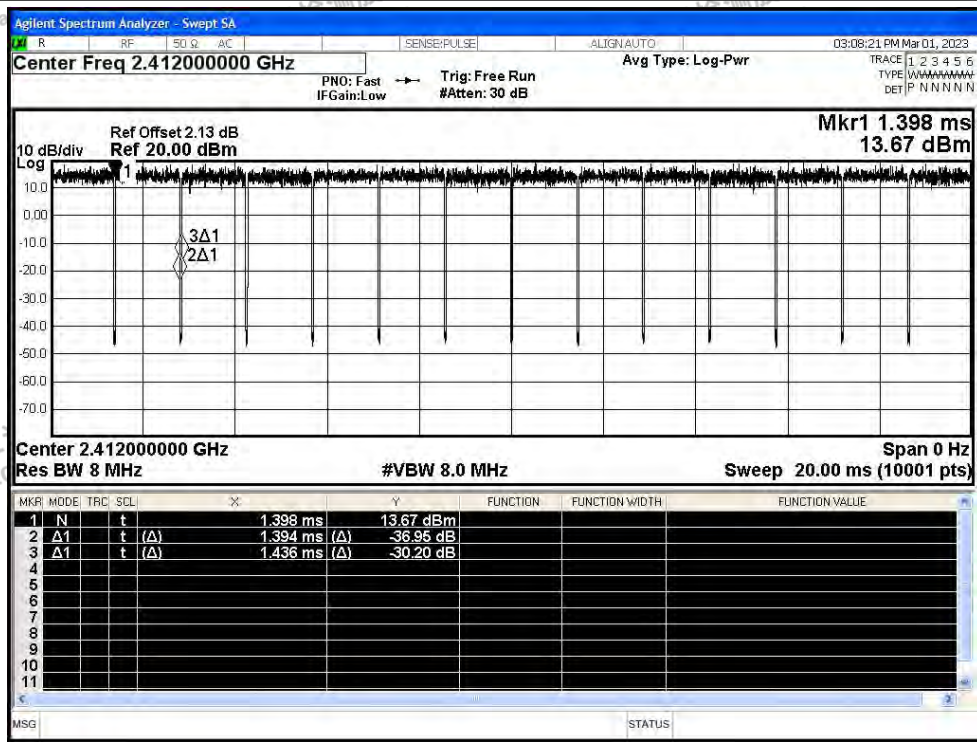 Agilent Spectrum Analyzer - Swept SA
R RF 50 Ω AC SENSE:PULSE ALIGN AUTO 03:08:21 PM Mar 01, 2023
Center Freq 2.412000000 GHz
PNO: Fast
IFGain:Low
Trig: Free Run
#Atten: 30 dB
Avg Type: Log-Pwr
TRACE 1 2 3 4 5 6
TYPE
DET P N N N N N
Mkr1 1.398 ms
13.67 dBm
Ref Offset 2.13 dB
10 dB/div Ref 20.00 dBm
Log
1
10.0
0.00
3Δ1
-10.0
2Δ1
-20.0
-30.0
-40.0
-50.0
-60.0
-70.0
Center 2.412000000 GHz Span 0 Hz
Res BW 8 MHz #VBW 8.0 MHz Sweep 20.00 ms (10001 pts)
MKR MODE TRC SCL X Y FUNCTION FUNCTION WIDTH FUNCTION VALUE
1 N t 1.398 ms 13.67 dBm
2 Δ1 t (Δ) 1.394 ms (Δ) -36.95 dB
3 Δ1 t (Δ) 1.436 ms (Δ) -30.20 dB
4
5
6
7
8
9
10
11
MSG STATUS